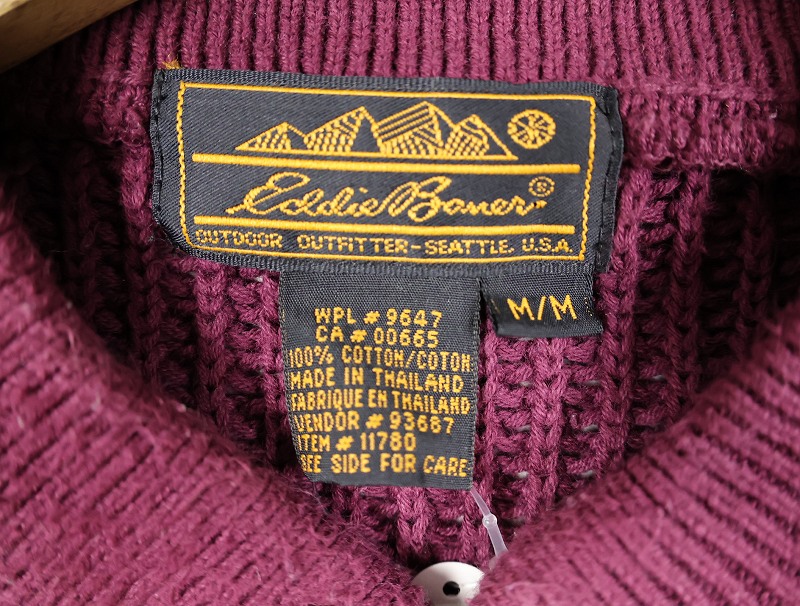 Eddie Bauer®
OUTDOOR OUTFITTER-SEATTLE, U.S.A.
M/M
WPL # 9647
CA # 00665
100% COTTON/COTON
MADE IN THAILAND
FABRIQUE EN THAILAND
VENDOR # 93687
ITEM # 11780
SEE SIDE FOR CARE